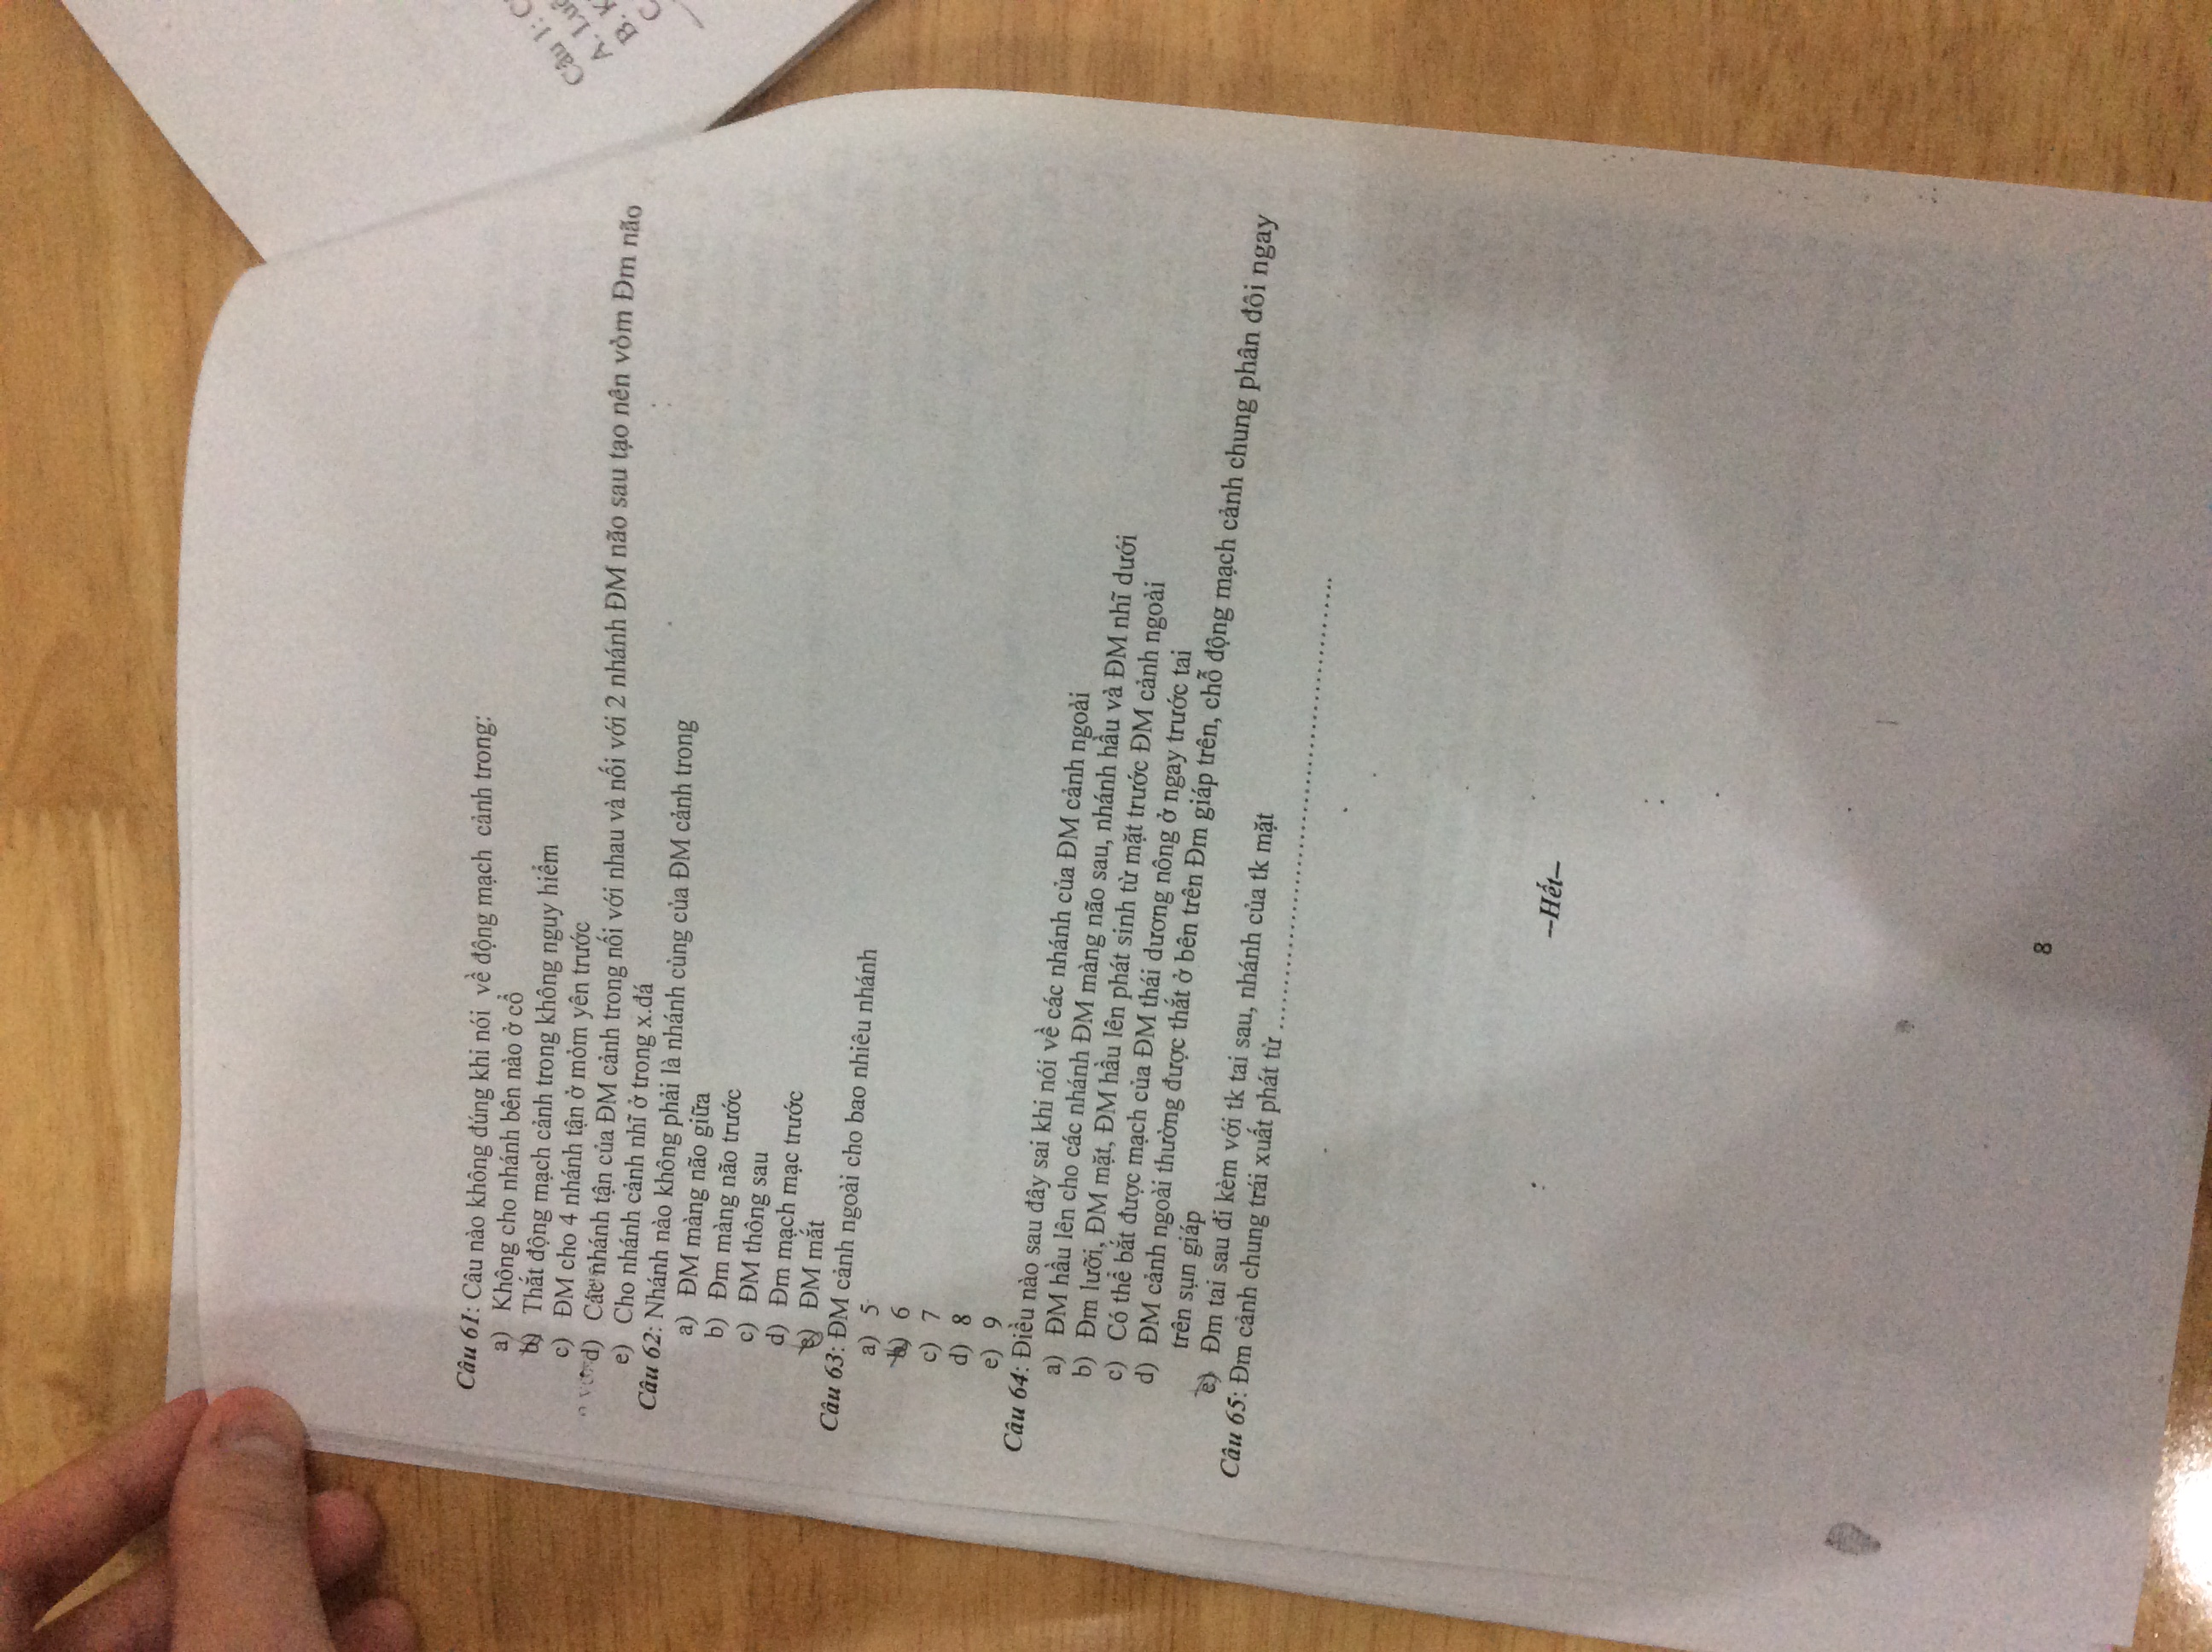 Câu 61: Câu nào không đúng khi nói về động mạch cảnh trong:
a) Không cho nhánh bên nào ở cổ
b) Thắt động mạch cảnh trong không nguy hiểm
c) ĐM cho 4 nhánh tận ở mỏm yên trước
d) Các nhánh tận của ĐM cảnh trong nối với nhau và nối với 2 nhánh ĐM não sau tạo nên vòm Đm não
e) Cho nhánh cảnh nhĩ ở trong x.đá
Câu 62: Nhánh nào không phải là nhánh cùng của ĐM cảnh trong
a) ĐM màng não giữa
b) Đm màng não trước
c) ĐM thông sau
d) Đm mạch mạc trước
e) ĐM mắt
Câu 63: ĐM cảnh ngoài cho bao nhiêu nhánh
a) 5
b) 6
c) 7
d) 8
e) 9
Câu 64: Điều nào sau đây sai khi nói về các nhánh của ĐM cảnh ngoài
a) ĐM hầu lên cho các nhánh ĐM màng não sau, nhánh hầu và ĐM nhĩ dưới
b) Đm lưỡi, ĐM mặt, ĐM hầu lên phát sinh từ mặt trước ĐM cảnh ngoài
c) Có thể bắt được mạch của ĐM thái dương nông ở ngay trước tai
d) ĐM cảnh ngoài thường được thắt ở bên trên Đm giáp trên, chỗ động mạch cảnh chung phân đôi ngay
trên sụn giáp
e) Đm tai sau đi kèm với tk tai sau, nhánh của tk mặt
Câu 65: Đm cảnh chung trái xuất phát từ ..................................................
--Hết--
8
Câu 1:
A.
B.
C